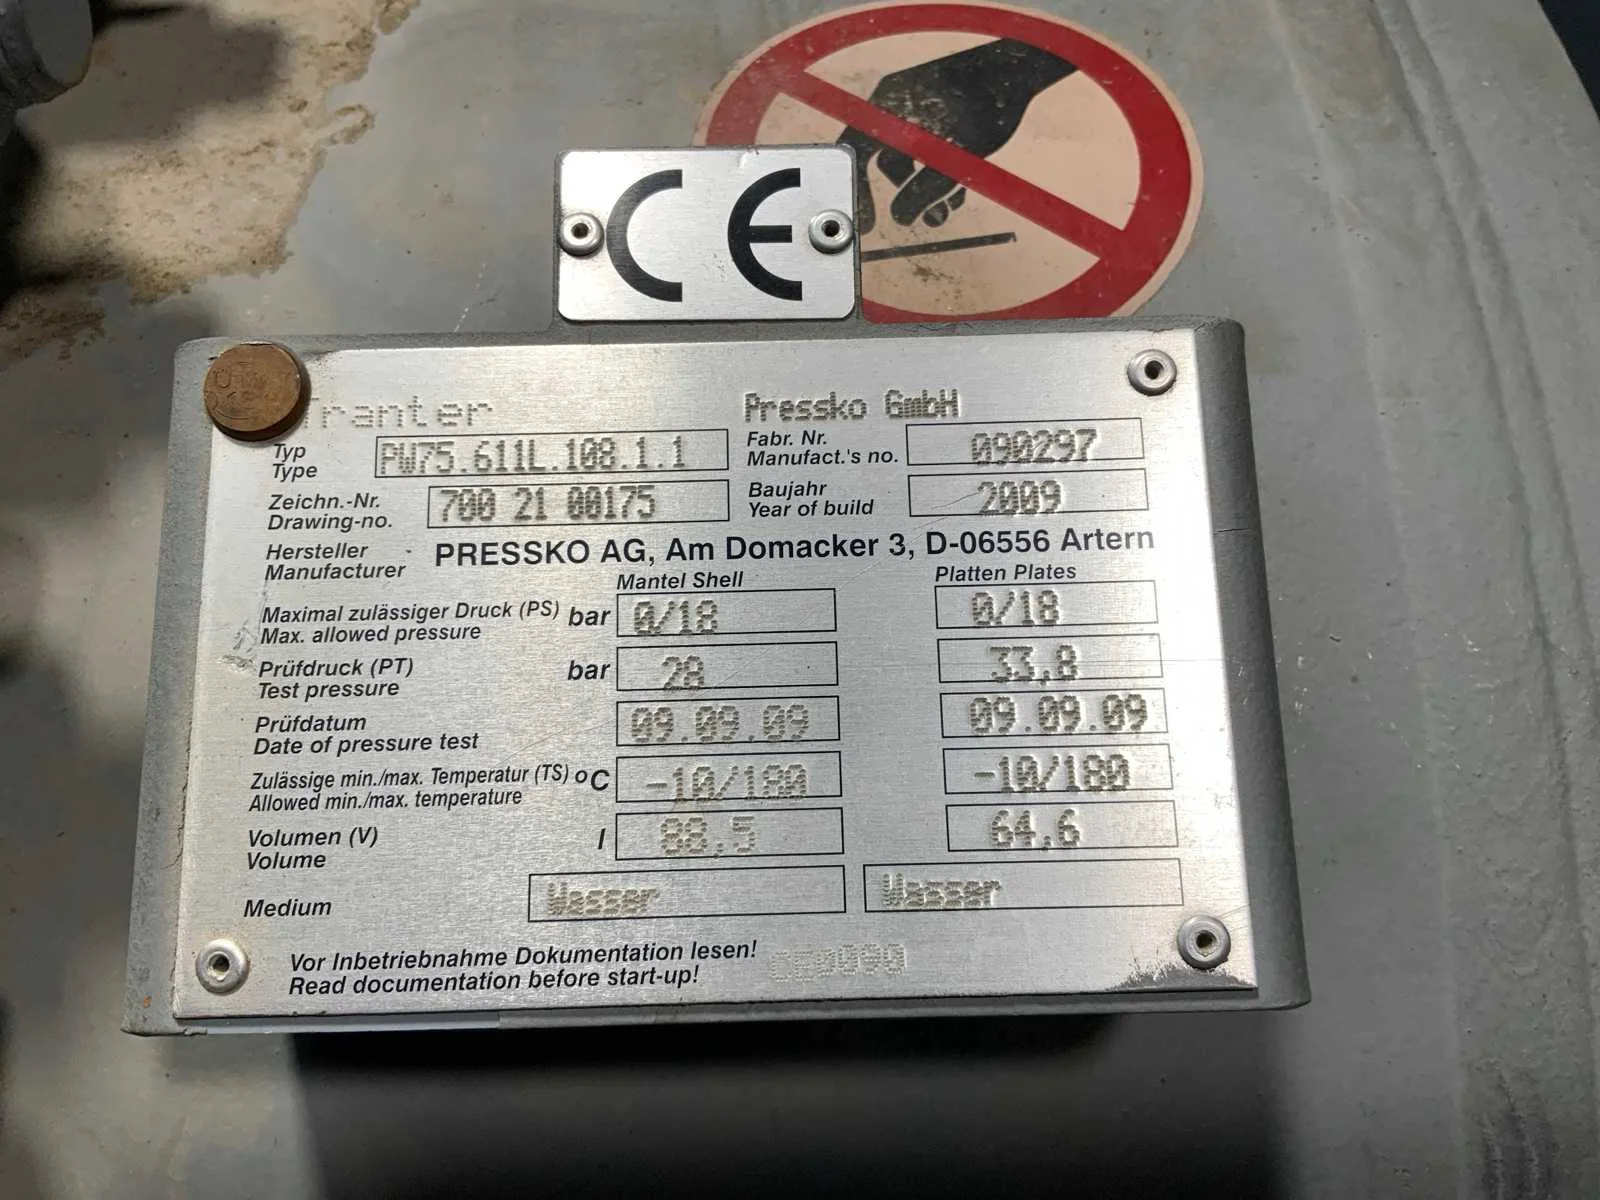 CE
ranter Pressko GmbH
Typ
Type PW75.611L.108.1.1
Fabr. Nr.
Manufact.'s no. 090297
Zeichn.-Nr.
Drawing-no. 700 21 00175
Baujahr
Year of build 2009
Hersteller
Manufacturer PRESSKO AG, Am Domacker 3, D-06556 Artern
Mantel Shell Platten Plates
Maximal zulässiger Druck (PS)
Max. allowed pressure bar 0/18 0/18
Prüfdruck (PT)
Test pressure bar 28 33,8
Prüfdatum
Date of pressure test 09.09.09 09.09.09
Zulässige min./max. Temperatur (TS)
Allowed min./max. temperature °C -10/180 -10/180
Volumen (V)
Volume l 88,5 64,6
Medium Wasser Wasser
Vor Inbetriebnahme Dokumentation lesen!
Read documentation before start-up!